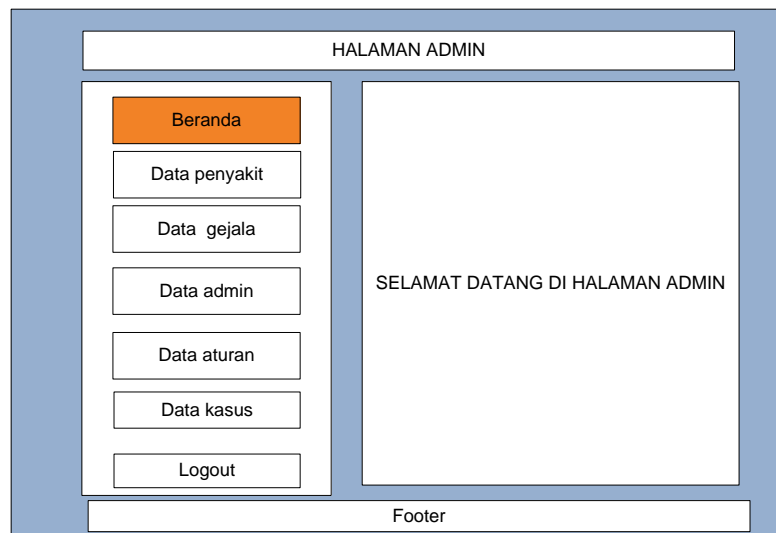 HALAMAN ADMIN
Beranda
Data penyakit
Data gejala
Data admin
Data aturan
Data kasus
Logout
SELAMAT DATANG DI HALAMAN ADMIN
Footer